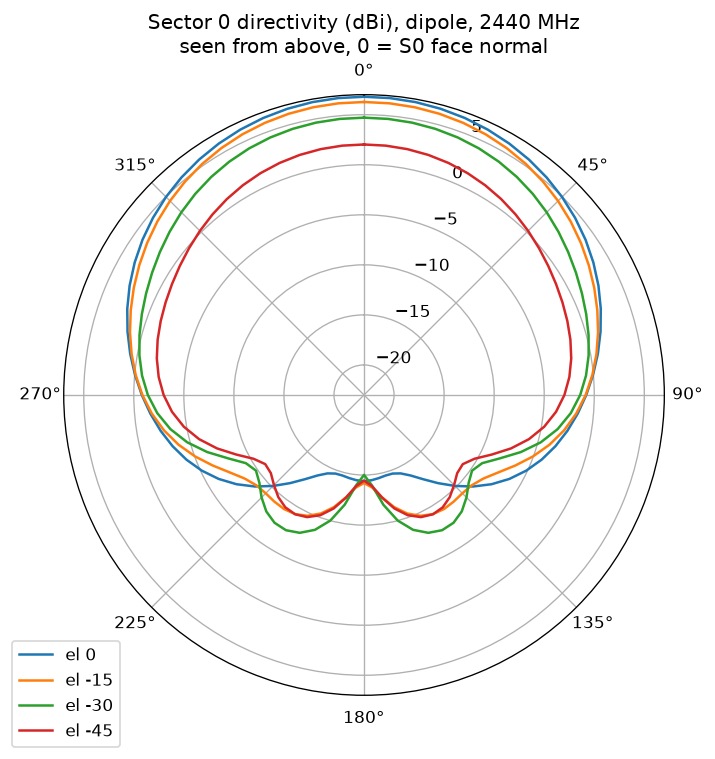 Sector 0 directivity (dBi), dipole, 2440 MHz
seen from above, 0 = S0 face normal
0°
5
315°
45°
0
−5
−10
−15
−20
270°
90°
225°
135°
180°
el 0
el -15
el -30
el -45